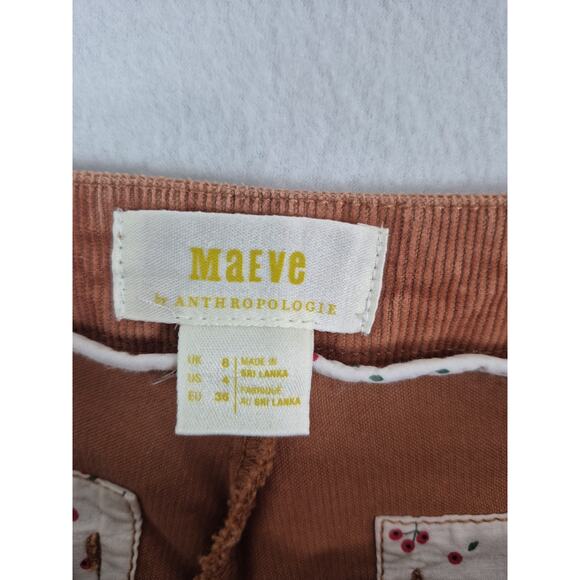 MaEve
by ANTHROPOLOGIE
UK 8
US 4
EU 36
MADE IN
SRI LANKA
FABRIQUÉ
AU SRI LANKA